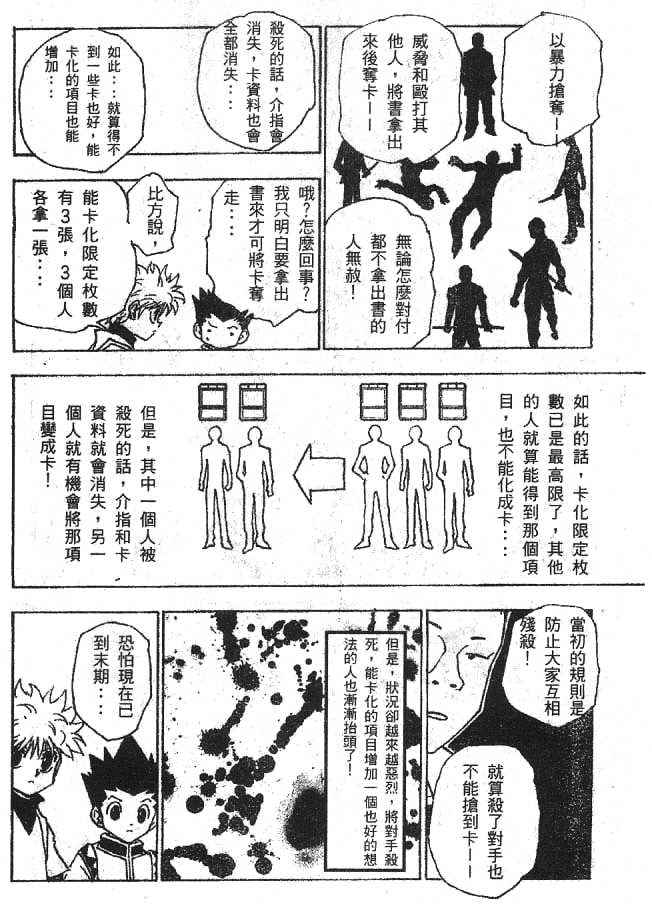 以暴力搶奪──
威脅和毆打其
他人，將書拿出
來後奪卡──
無論怎麼對付
都不拿出書的
人無赦！
殺死的話，介指會
消失，卡資料也會
全都消失…
如此…就算得不
到一些卡也好，能
卡化的項目也能
增加…
哦？怎麼回事？
我只明白要拿出
書來才可將卡奪
走…
比方說，
能卡化限定枚數
有3張，3個人
各拿一張…
如此的話，卡化限定枚
數已是最高限了，其他
的人就算能得到那個項
目，也不能化成卡…
但是，其中一個人被
殺死的話，介指和卡
資料就會消失，另一
個人就有機會將那項
目變成卡！
當初的規則是
防止大家互相
殘殺！
就算殺了對手也
不能搶到卡──
但是，狀況卻越來越惡烈，將對手殺
死，能卡化的項目增加一個也好的想
法的人也漸漸抬頭了！
恐怕現在已
到末期…